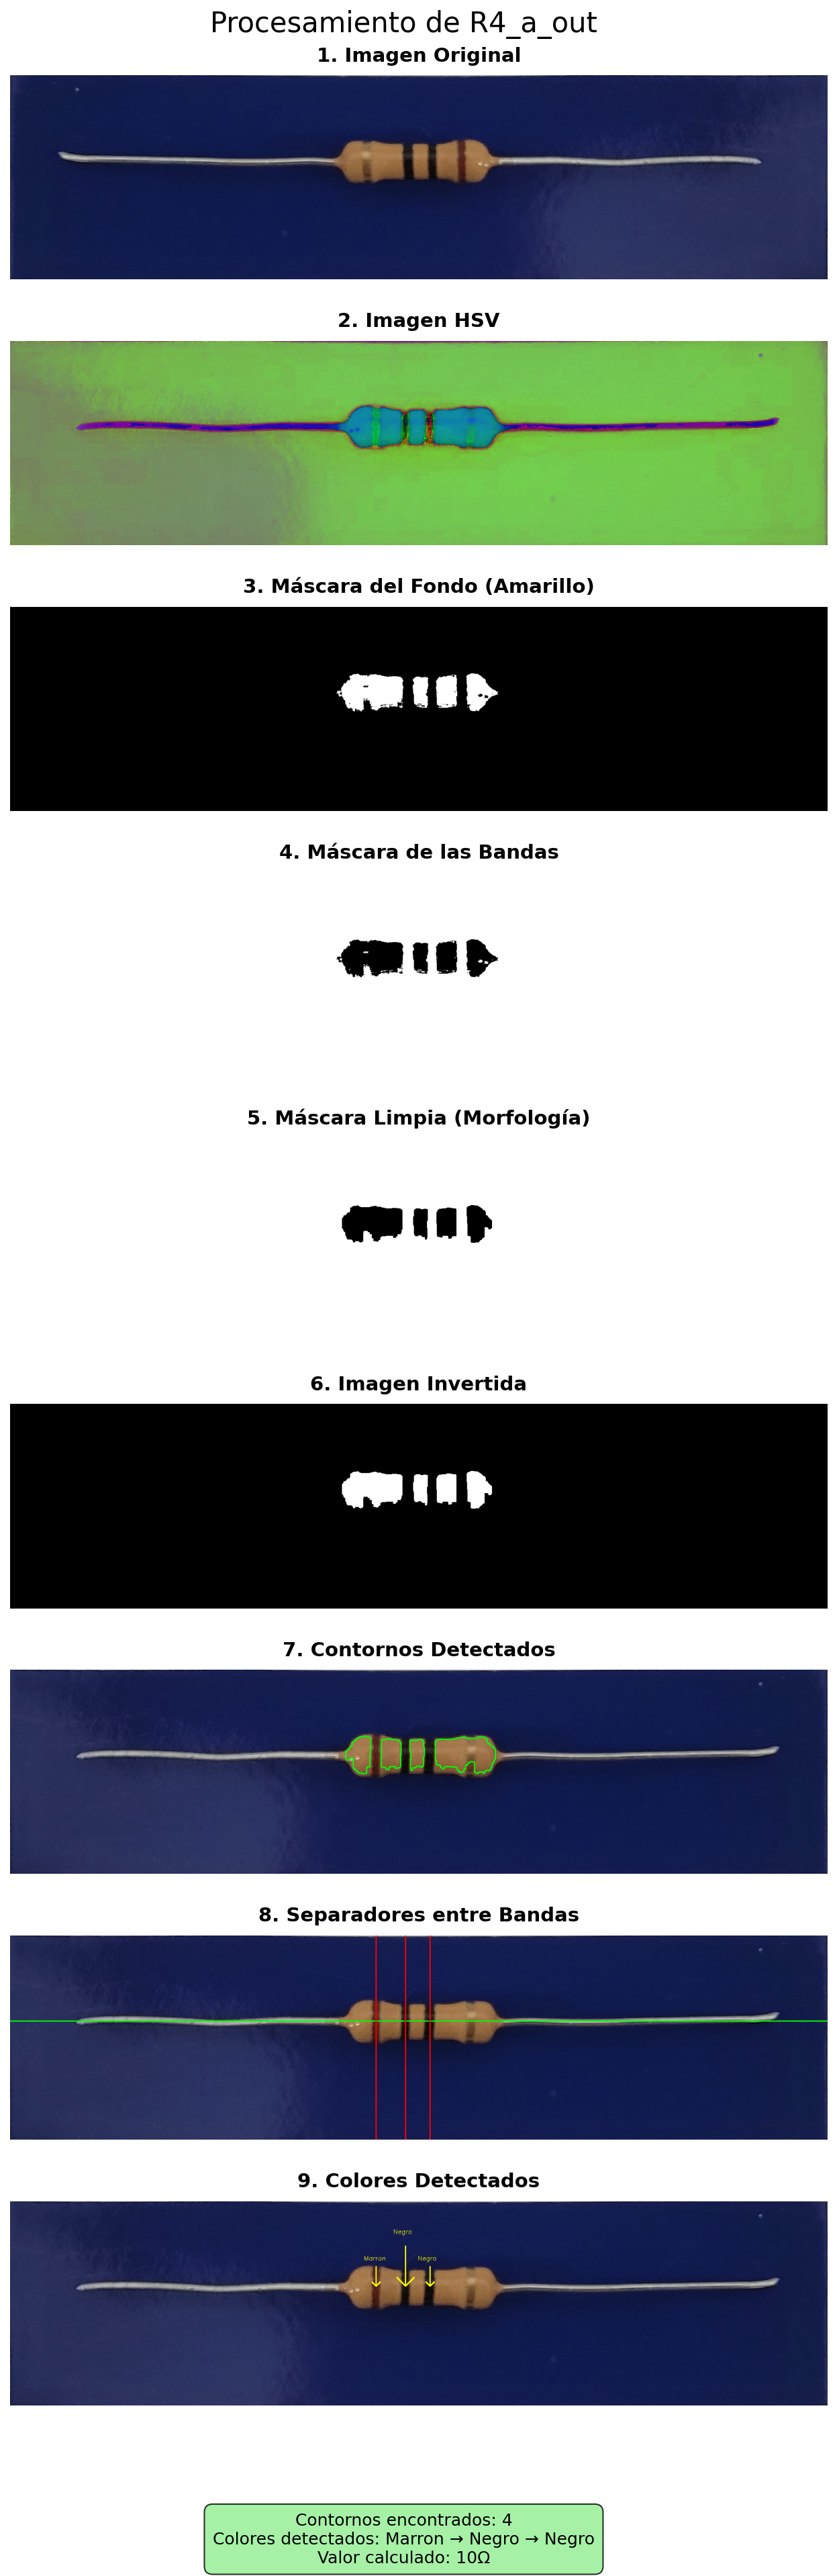 Procesamiento de R4_a_out
1. Imagen Original
2. Imagen HSV
3. Máscara del Fondo (Amarillo)
4. Máscara de las Bandas
5. Máscara Limpia (Morfología)
6. Imagen Invertida
7. Contornos Detectados
8. Separadores entre Bandas
9. Colores Detectados
Negro
Marron
Negro
Contornos encontrados: 4
Colores detectados: Marron → Negro → Negro
Valor calculado: 10Ω